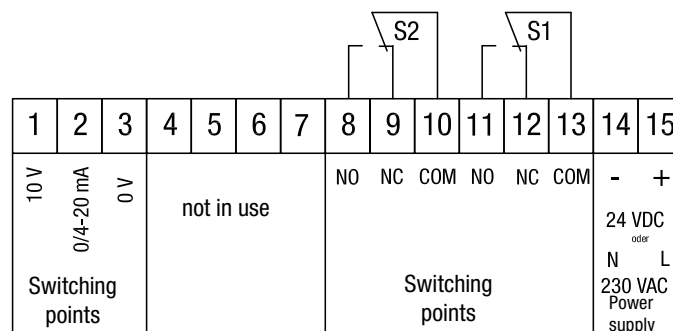 S2 S1
1 2 3 4 5 6 7 8 9 10 11 12 13 14 15
10 V 0/4-20 mA 0 V
not in use
NO NC COM NO NC COM
- +
24 VDC
oder
N L
230 VAC
Switching
points
Switching
points
Power
supply